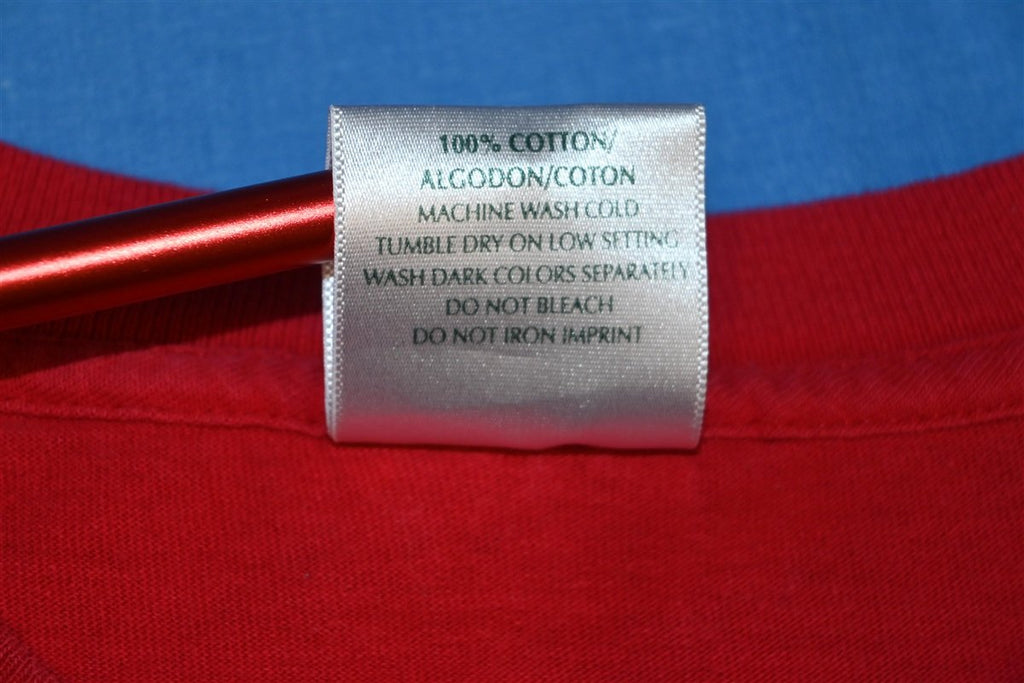 100% COTTON/
ALGODON/COTON
MACHINE WASH COLD
TUMBLE DRY ON LOW SETTING
WASH DARK COLORS SEPARATELY
DO NOT BLEACH
DO NOT IRON IMPRINT